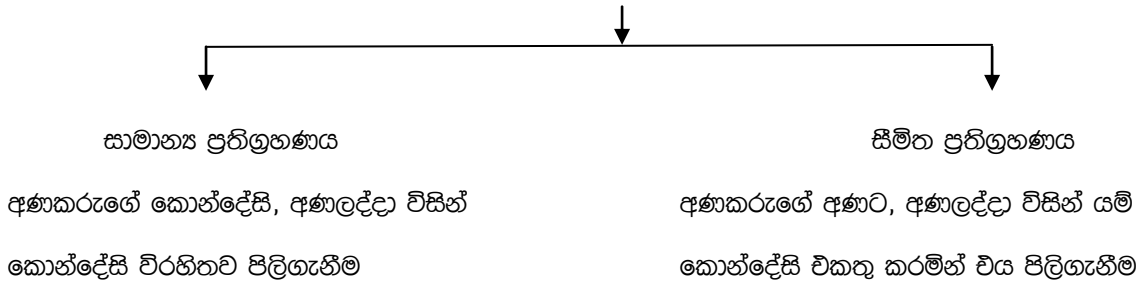 සාමාන්‍ය ප්‍රතිග්‍රහණය
අණකරුගේ කොන්දේසි, අණලද්දා විසින්
කොන්දේසි විරහිතව පිලිගැනීම
සීමිත ප්‍රතිග්‍රහණය
අණකරුගේ අණට, අණලද්දා විසින් යම්
කොන්දේසි එකතු කරමින් එය පිලිගැනීම